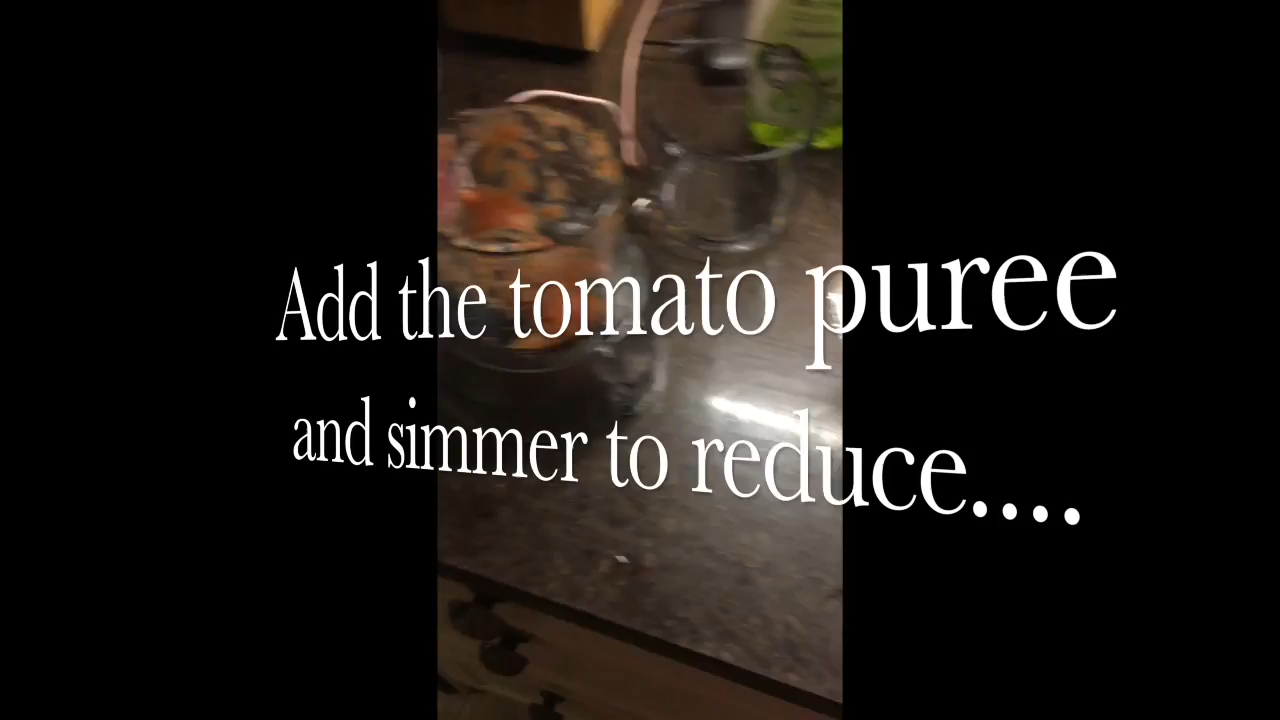 Add the tomato puree
and simmer to reduce....